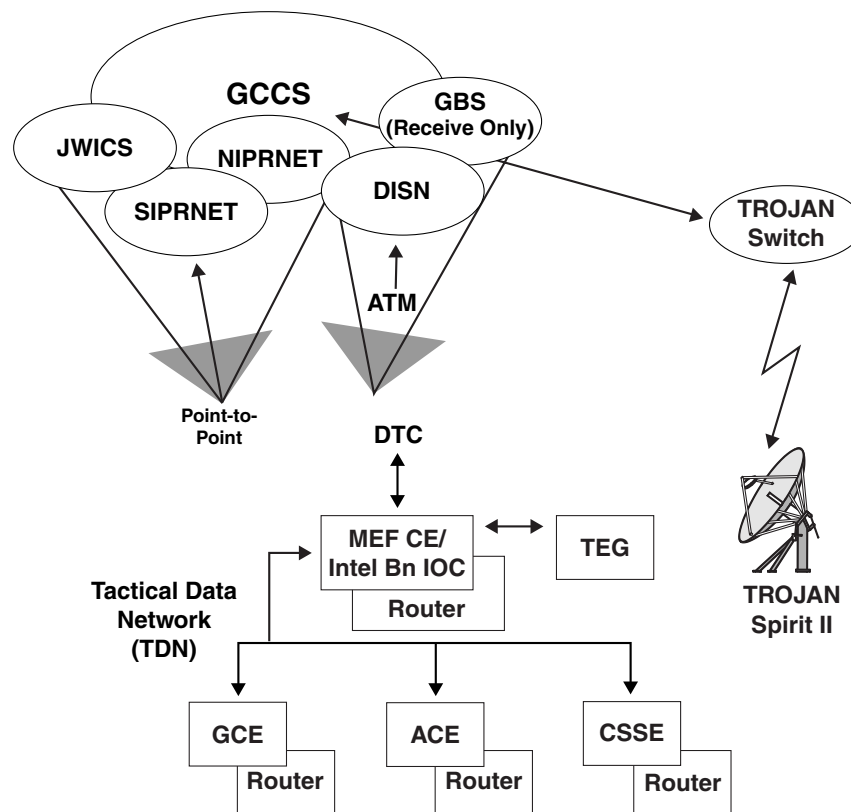 GCCS
GBS
(Receive Only)
JWICS
NIPRNET
DISN
SIPRNET
TROJAN
Switch
ATM
Point-to-
Point
DTC
MEF CE/
Intel Bn IOC
TEG
Router
Tactical Data
Network
(TDN)
TROJAN
Spirit II
GCE
ACE
CSSE
Router
Router
Router